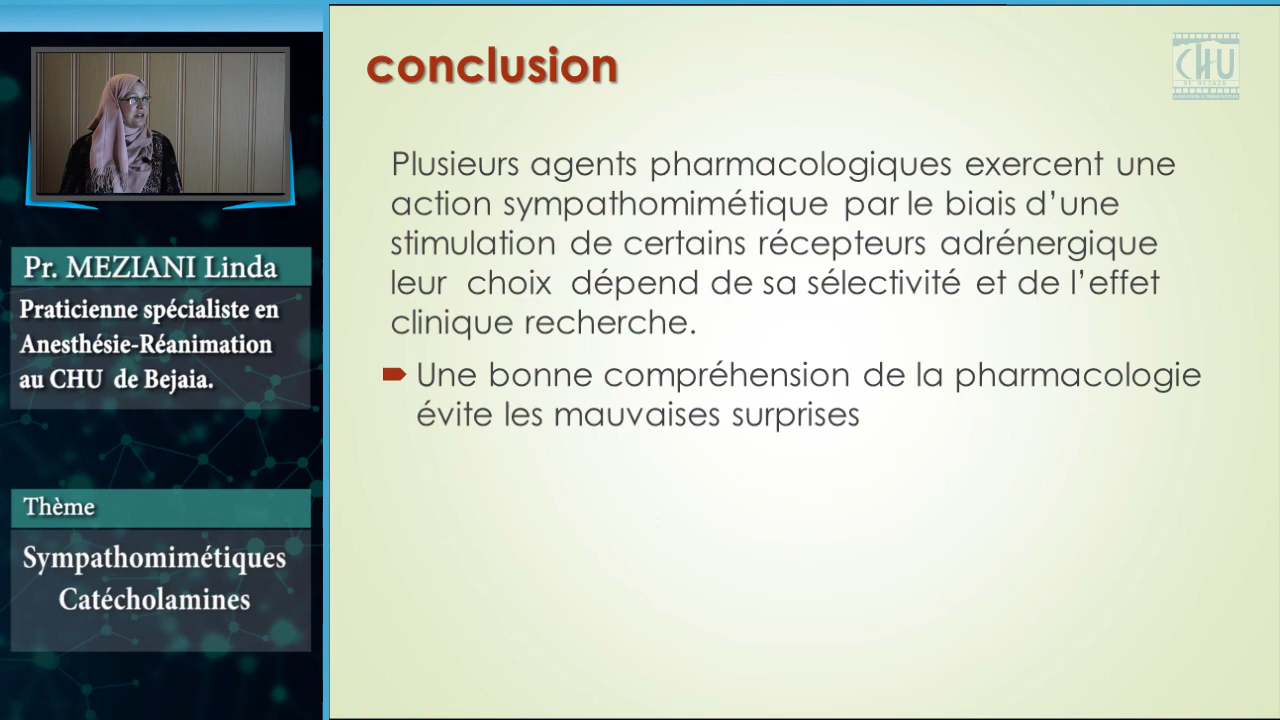 conclusion
CHU
DE BEJAIA
Plusieurs agents pharmacologiques exercent une
action sympathomimétique par le biais d’une
stimulation de certains récepteurs adrénergique
leur choix dépend de sa sélectivité et de l’effet
clinique recherche.
Une bonne compréhension de la pharmacologie
évite les mauvaises surprises
Pr. MEZIANI Linda
Praticienne spécialiste en
Anesthésie-Réanimation
au CHU de Bejaia.
Thème
Sympathomimétiques
Catécholamines